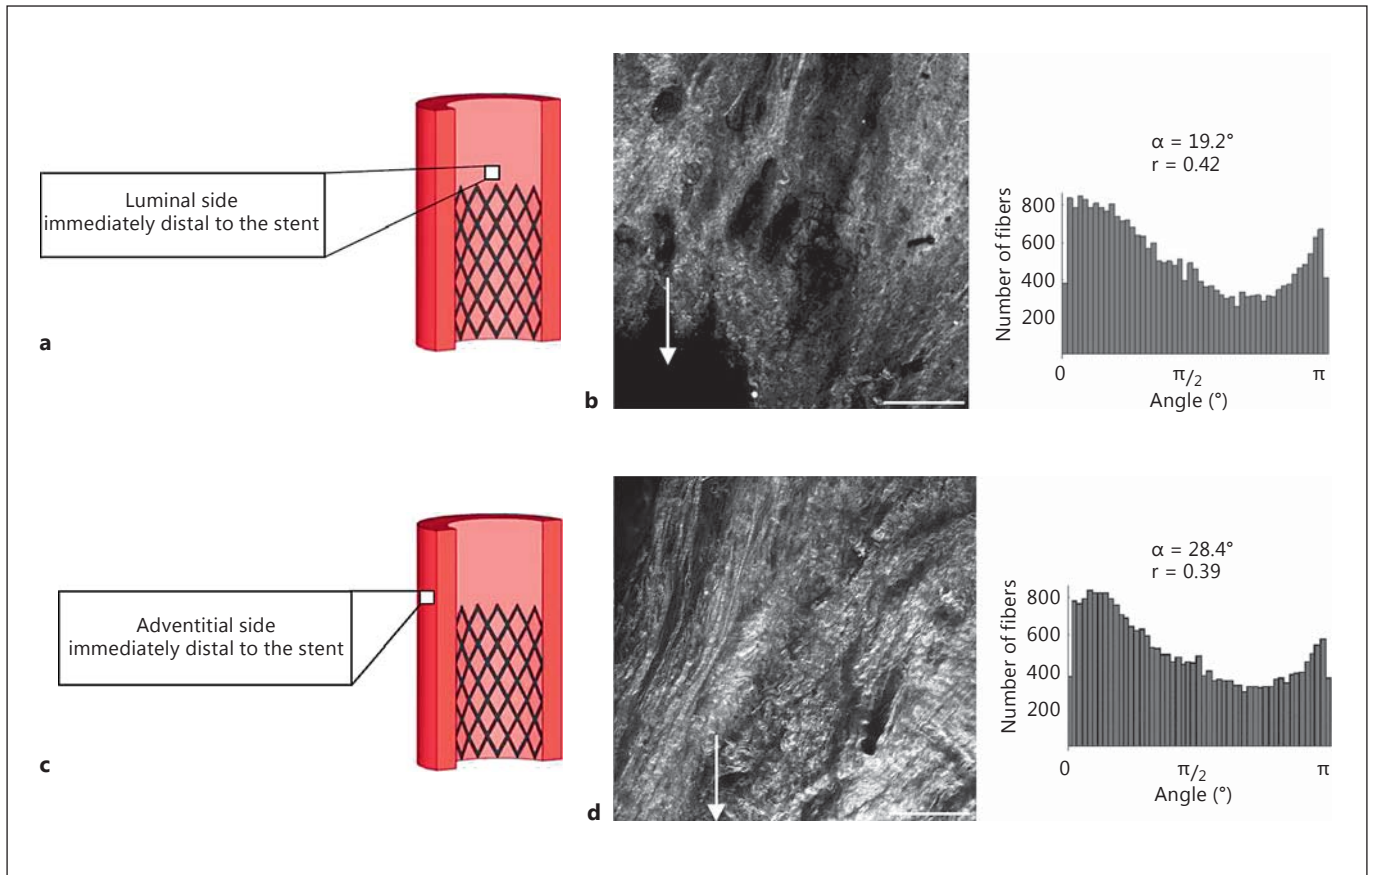 Luminal side
immediately distal to the stent
a
b
α = 19.2°
r = 0.42
Number of fibers
800
600
400
200
0
π/2
π
Angle (°)
Adventitial side
immediately distal to the stent
c
d
α = 28.4°
r = 0.39
Number of fibers
800
600
400
200
0
π/2
π
Angle (°)